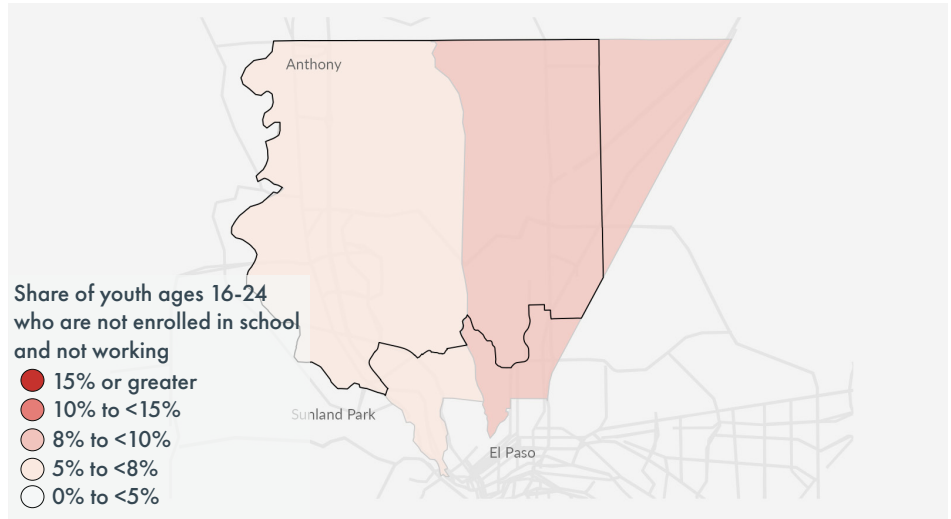 Anthony
Share of youth ages 16-24
who are not enrolled in school
and not working
15% or greater
10% to <15%
8% to <10%
5% to <8%
0% to <5%
Sunland Park
El Paso